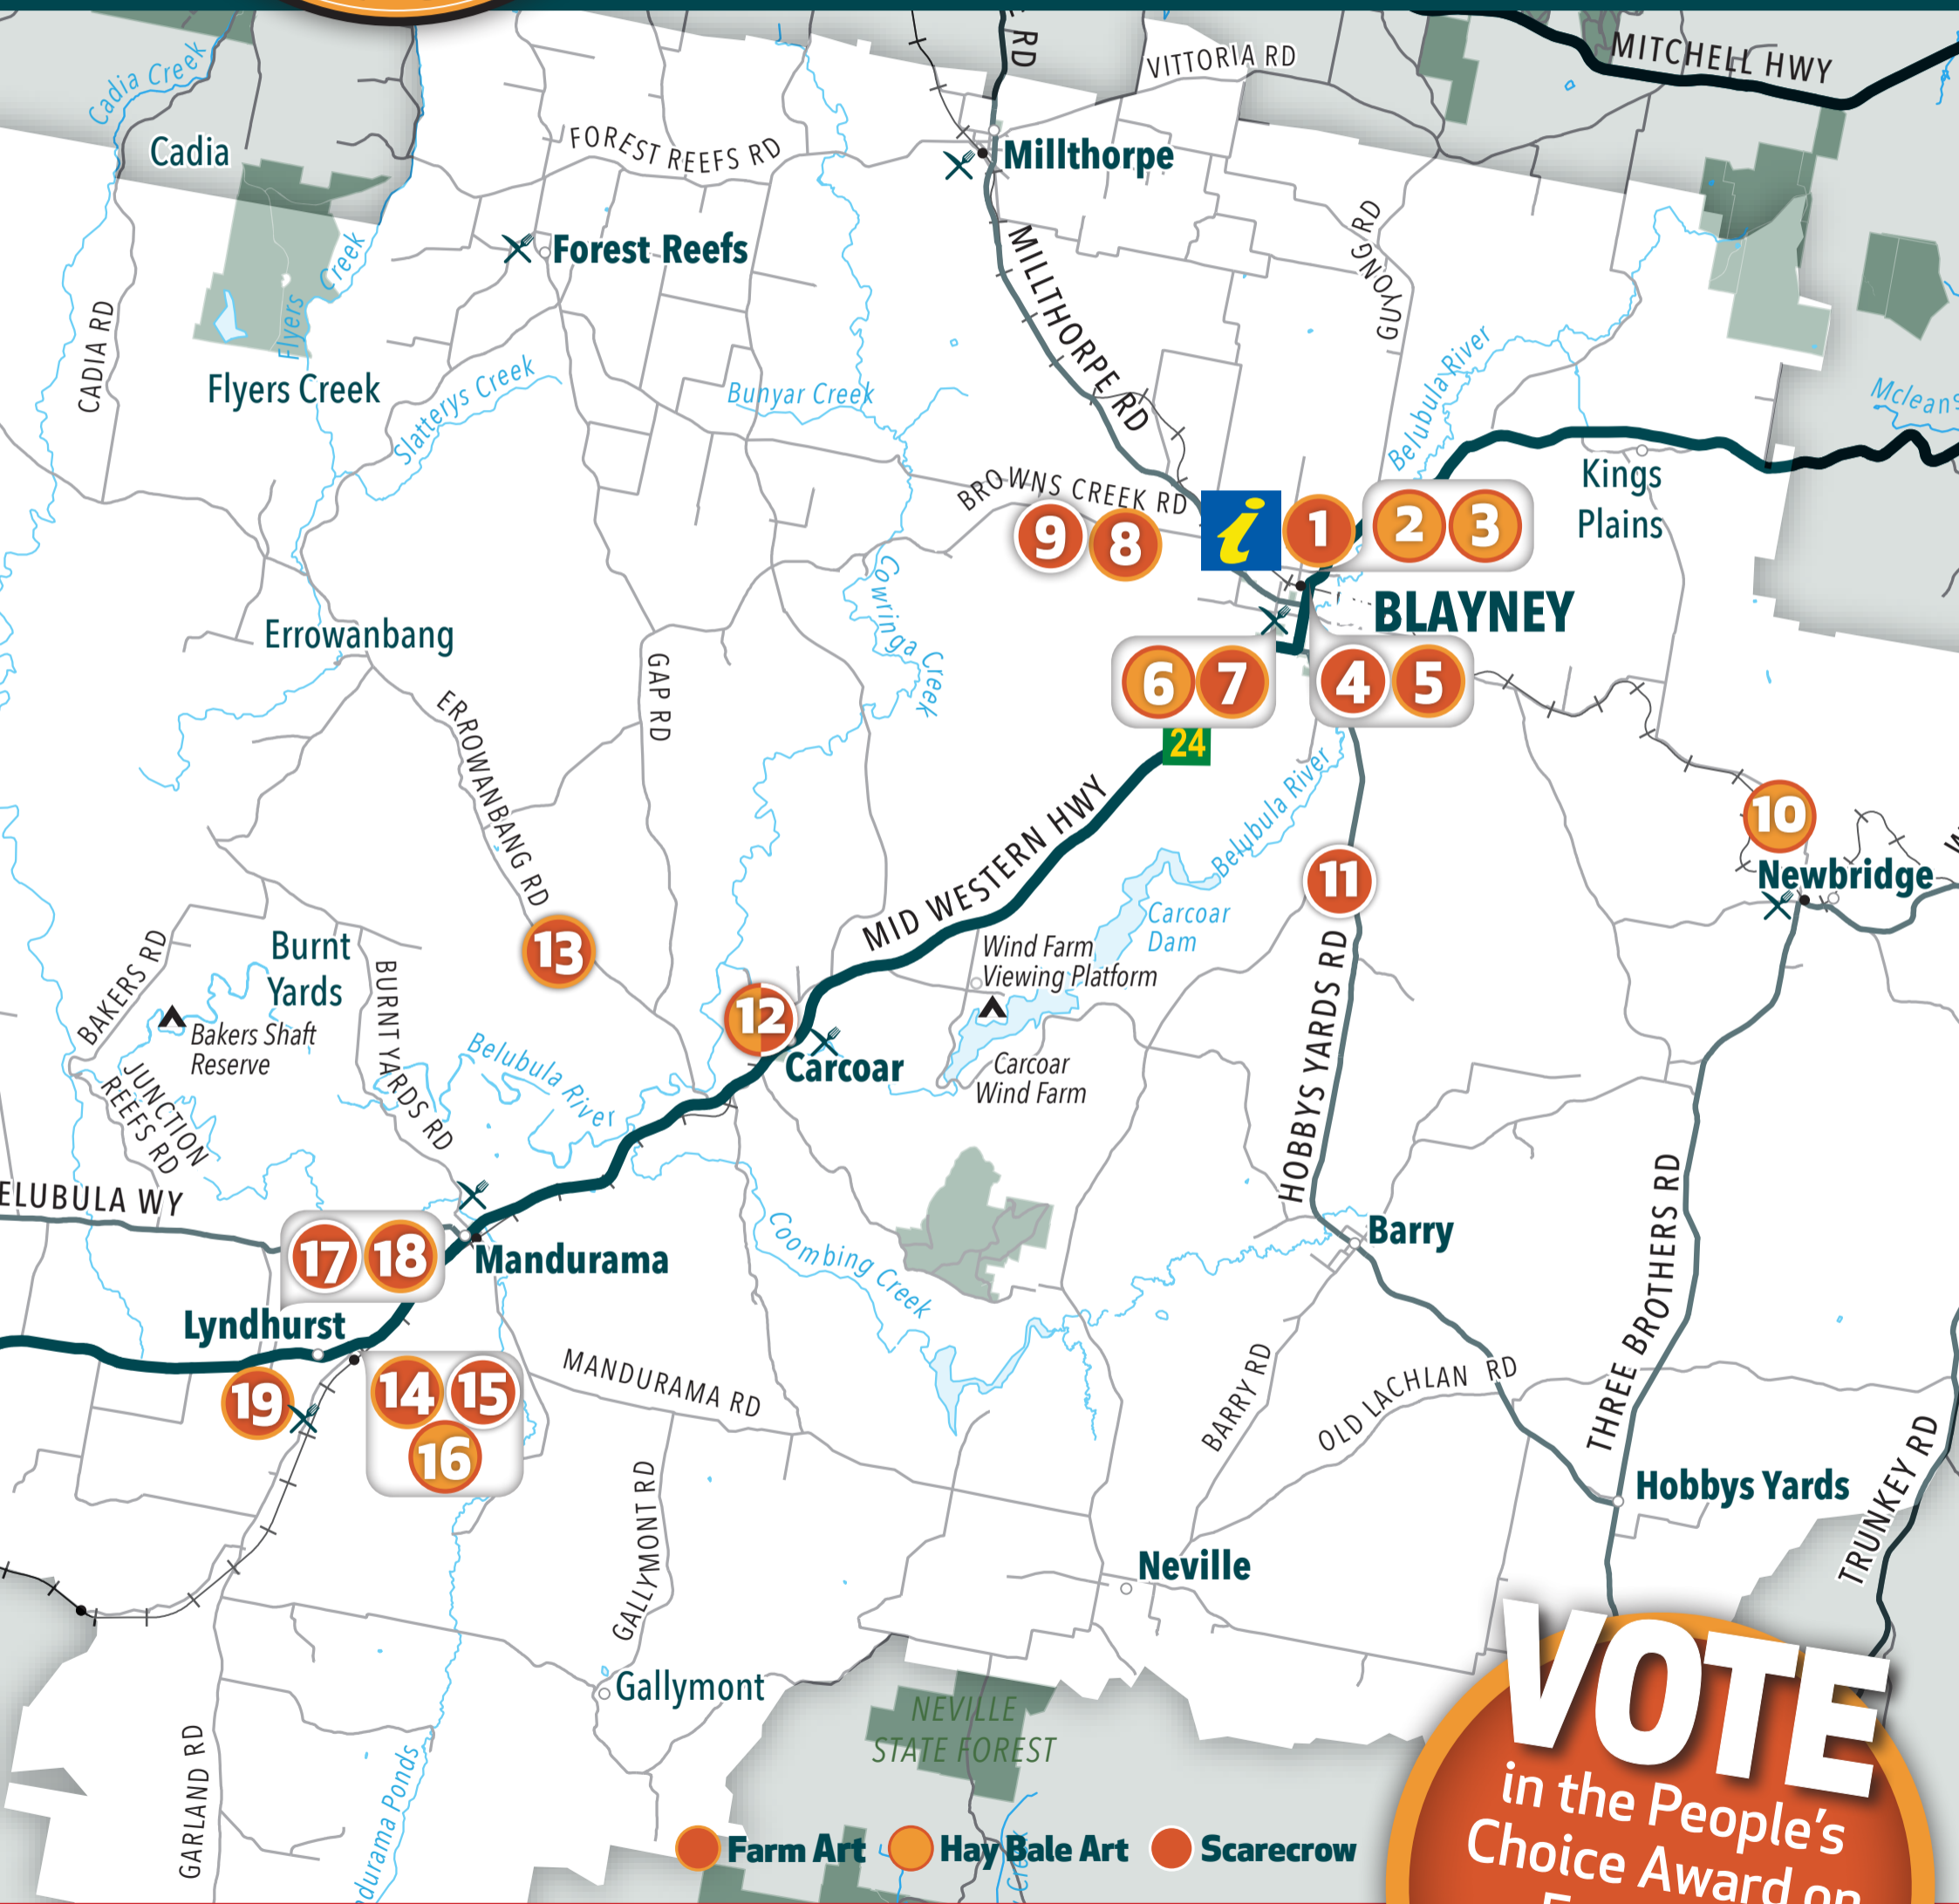 RD
VITTORIA RD
MITCHELL HWY
Cadia Creek
Cadia
FOREST REEFS RD
Millthorpe
Forest Reefs
Flyers Creek
CADIA RD
MILLTHORPE RD
GUYONG RD
Flyers Creek
Slatterys Creek
Bunyar Creek
Belubula River
Kings
Plains
BROWNS CREEK RD
9
8
i
1
2
3
BLAYNEY
Cowringa Creek
Errowanbang
GAP RD
6
7
4
5
24
ERROWANBANG RD
MID WESTERN HWY
Belubula River
10
Newbridge
11
Carcoar
Dam
Wind Farm
Viewing Platform
13
12
Carcoar
Carcoar
Wind Farm
Burnt
Yards
BAKERS RD
Bakers Shaft
Reserve
BURNT YARDS RD
JUNCTION
REEFS RD
Belubula River
HOBBYS YARDS RD
ELUBULA WY
17
18
Mandurama
Coombing Creek
Barry
THREE BROTHERS RD
Lyndhurst
19
14
15
16
MANDURAMA RD
BARRY RD
OLD LACHLAN RD
Hobbys Yards
TRUNKEY RD
GALLYMONT RD
Neville
Gallymont
NEVILLE
STATE FOREST
GARLAND RD
durama Ponds
Creek
Farm Art
Hay Bale Art
Scarecrow
VOTE
in the People's
Choice Award on